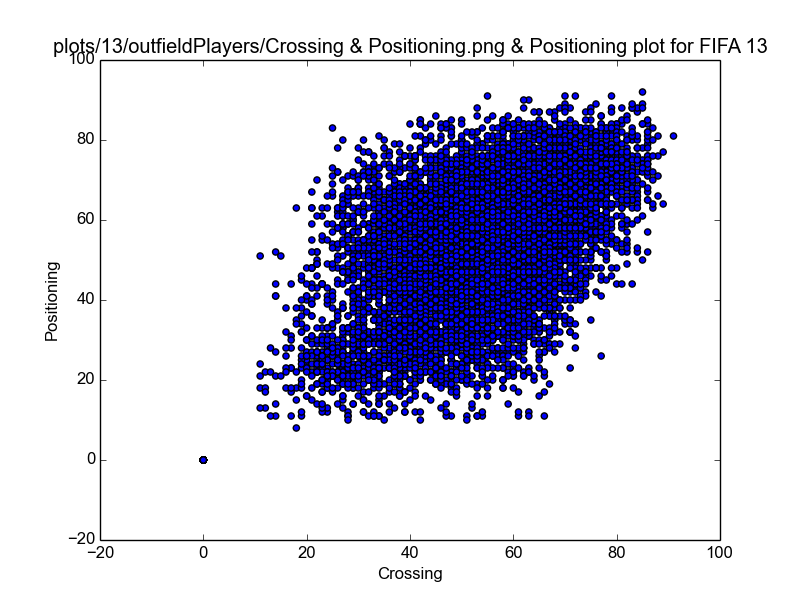 plots/13/outfieldPlayers/Crossing & Positioning.png & Positioning plot for FIFA 13
100
80
60
40
20
0
−20
Positioning
−20 0 20 40 60 80 100
Crossing